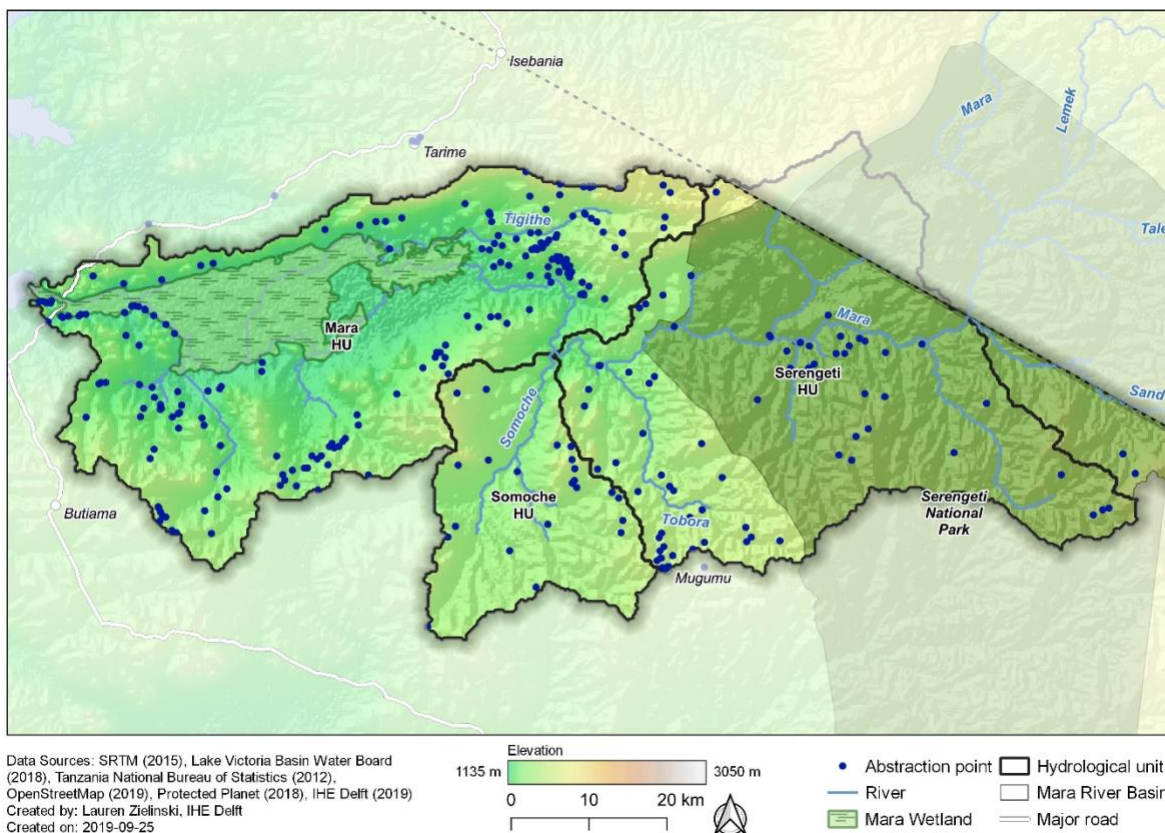 Isebania
Mara
Lemek
Tarime
Tale
Tigithe
Mara
HU
Mara
Serengeti
HU
Sand
Somoche
Somoche
HU
Serengeti
National
Park
Butiama
Tobora
Mugumu
Data Sources: SRTM (2015), Lake Victoria Basin Water Board
(2018), Tanzania National Bureau of Statistics (2012),
OpenStreetMap (2019), Protected Planet (2018), IHE Delft (2019)
Created by: Lauren Zielinski, IHE Delft
Created on: 2019-09-25
Elevation
1135 m 3050 m
0 10 20 km
Abstraction point
River
Mara Wetland
Hydrological unit
Mara River Basin
Major road